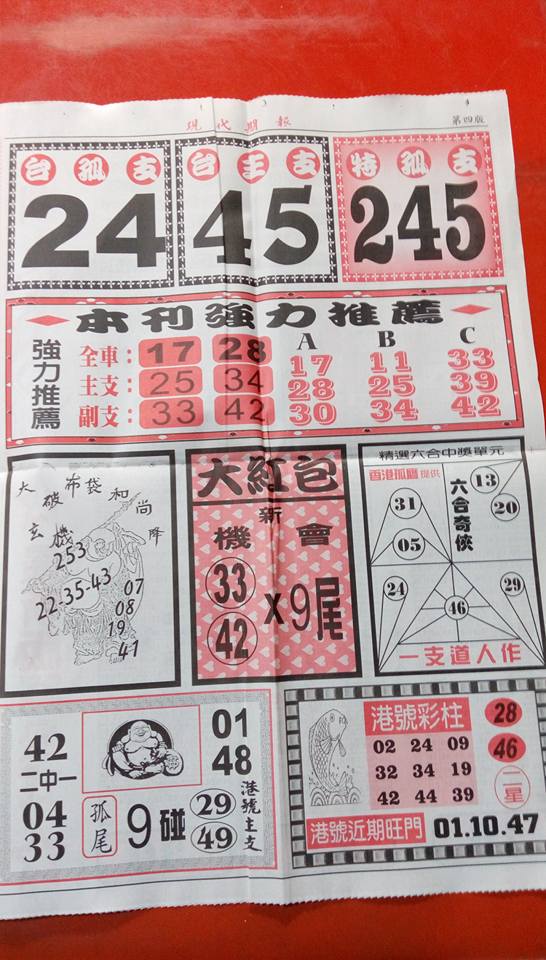 現代期報
第四版
台孤支
24
台主支
45
特孤支
245
本刊強力推薦
強力推薦
全車：17 28
主支：25 34
副支：33 42
A B C
17 11 33
28 25 39
30 34 42
大破布袋和尚降
玄機
253
22-35-43
07
08
19
41
大紅包
新
機會
33
42
x9尾
精選六合中獎單元
香港孤鷹提供
六合奇俠
13
20
31
05
24
29
46
一支道人作
42
二中一
04
33
孤尾
9碰
01
48
29
49
港號主支
港號彩柱
02 24 09
32 34 19
42 44 39
28
46
二星
港號近期旺門
01.10.47